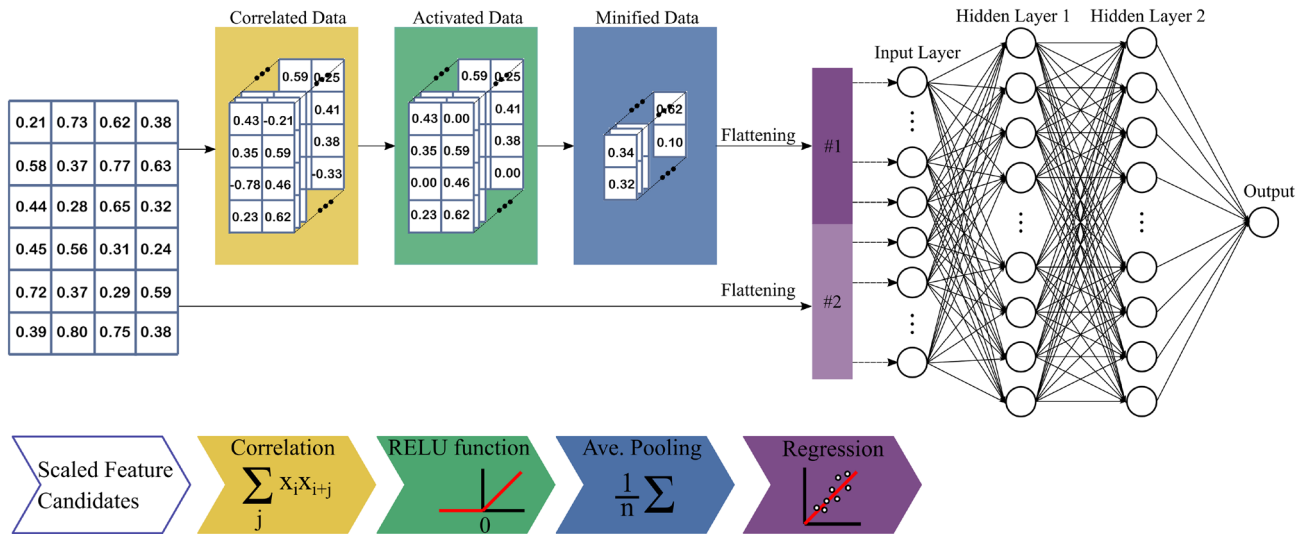 Correlated Data
Activated Data
Minified Data
Hidden Layer 1
Hidden Layer 2
Input Layer
0.21 0.73 0.62 0.38
0.58 0.37 0.77 0.63
0.44 0.28 0.65 0.32
0.45 0.56 0.31 0.24
0.72 0.37 0.29 0.59
0.39 0.80 0.75 0.38
0.59 0.25
0.41
0.38
-0.33
0.43 -0.21
0.35 0.59
-0.78 0.46
0.23 0.62
0.59 0.25
0.41
0.38
0.00
0.43 0.00
0.35 0.59
0.00 0.46
0.23 0.62
0.62
0.10
0.34
0.32
Flattening
#1
Flattening
#2
Output
Scaled Feature
Candidates
Correlation
∑ xᵢxᵢ₊ⱼ
j
RELU function
0
Ave. Pooling
1/n ∑
Regression